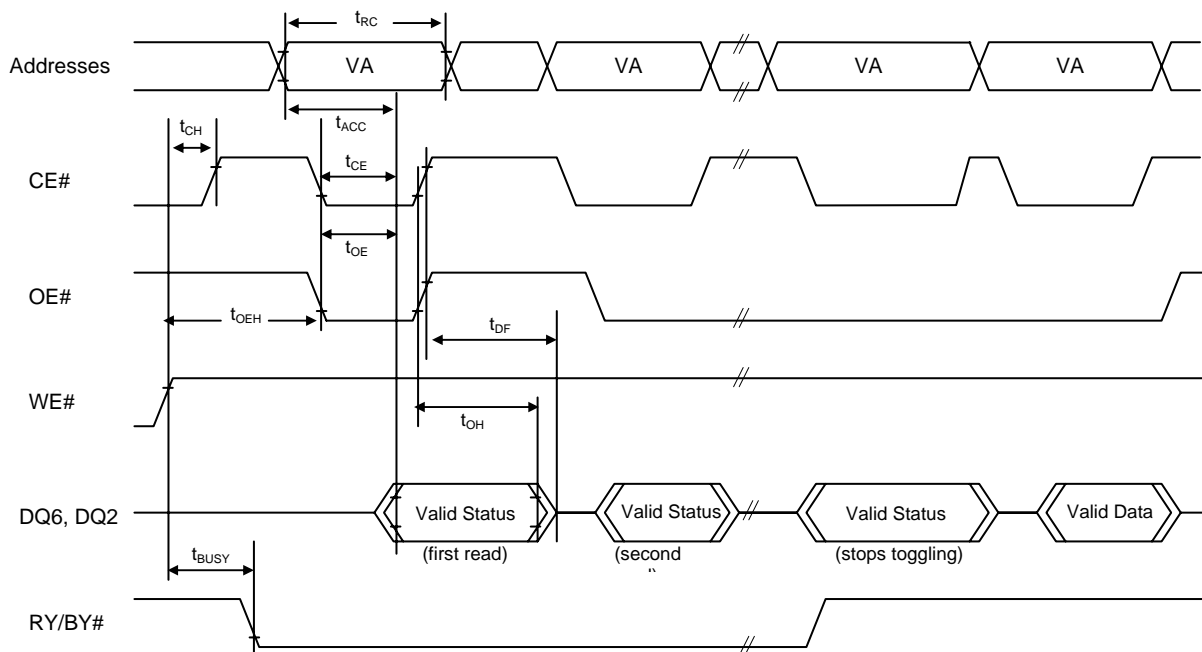 tRC
Addresses VA VA VA VA
tACC
tCH
tCE
CE#
tOE
OE#
tOEH
tDF
WE#
tOH
DQ6, DQ2 Valid Status Valid Status Valid Status Valid Data
(first read) (second (stops toggling)
tBUSY
RY/BY#